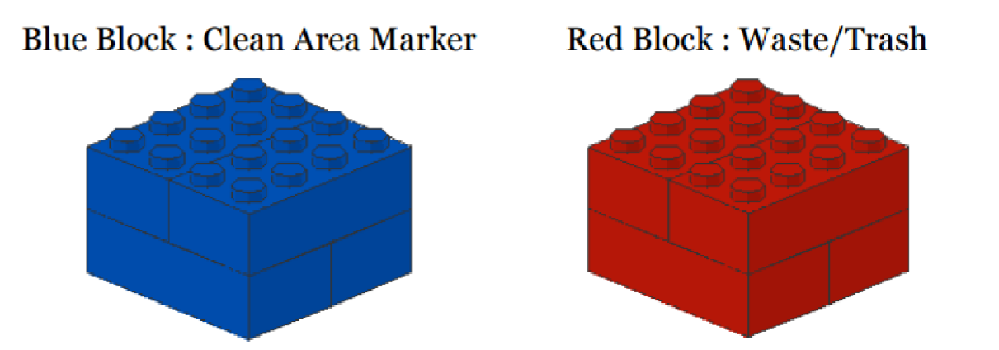 Blue Block : Clean Area Marker
Red Block : Waste/Trash